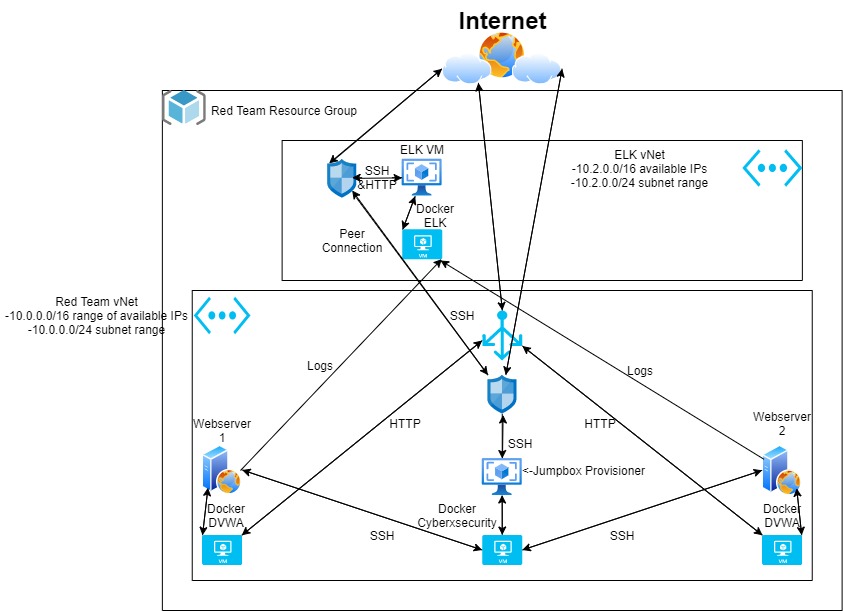 Internet
Red Team Resource Group
ELK VM
ELK vNet
-10.2.0.0/16 available IPs
-10.2.0.0/24 subnet range
SSH
&HTTP
Docker
ELK
VM
Peer
Connection
Red Team vNet
-10.0.0.0/16 range of available IPs
-10.0.0.0/24 subnet range
SSH
Logs
Logs
HTTP
HTTP
Webserver
1
Webserver
2
SSH
<-Jumpbox Provisioner
Docker
DVWA
Docker
Cyberxsecurity
Docker
DVWA
SSH
SSH
VM
VM
VM